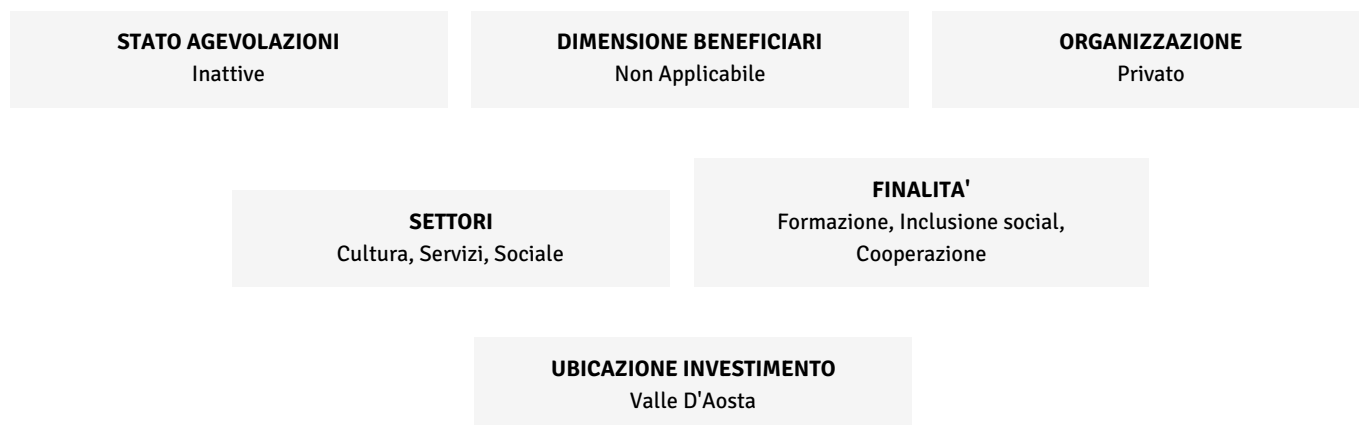 STATO AGEVOLAZIONI
Inattive
DIMENSIONE BENEFICIARI
Non Applicabile
ORGANIZZAZIONE
Privato
SETTORI
Cultura, Servizi, Sociale
FINALITA'
Formazione, Inclusione social,
Cooperazione
UBICAZIONE INVESTIMENTO
Valle D'Aosta